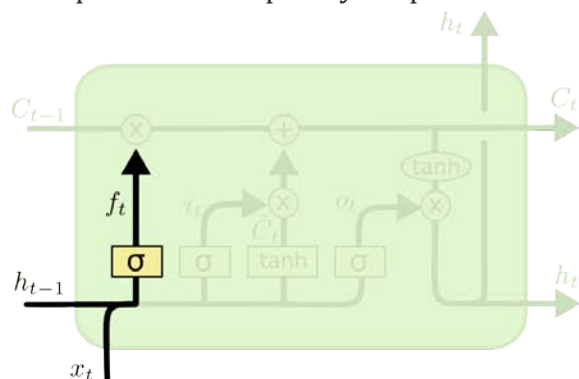 h_t
C_{t-1}
C_t
×
+
tanh
f_t
i_t
×
o_t
×
C̃_t
σ
σ
tanh
σ
h_{t-1}
h_t
x_t